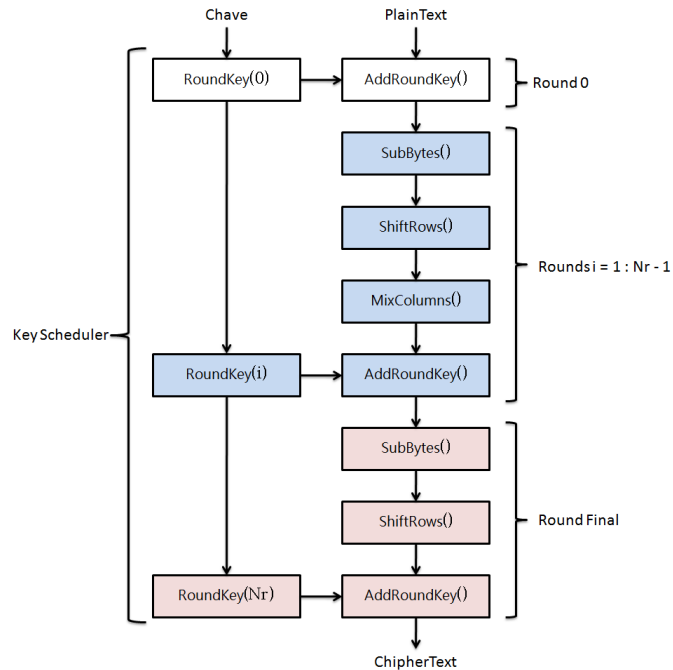 Chave
PlainText
RoundKey(0)
AddRoundKey()
Round 0
SubBytes()
ShiftRows()
Rounds i = 1 : Nr - 1
MixColumns()
Key Scheduler
RoundKey(i)
AddRoundKey()
SubBytes()
ShiftRows()
Round Final
RoundKey(Nr)
AddRoundKey()
ChipherText